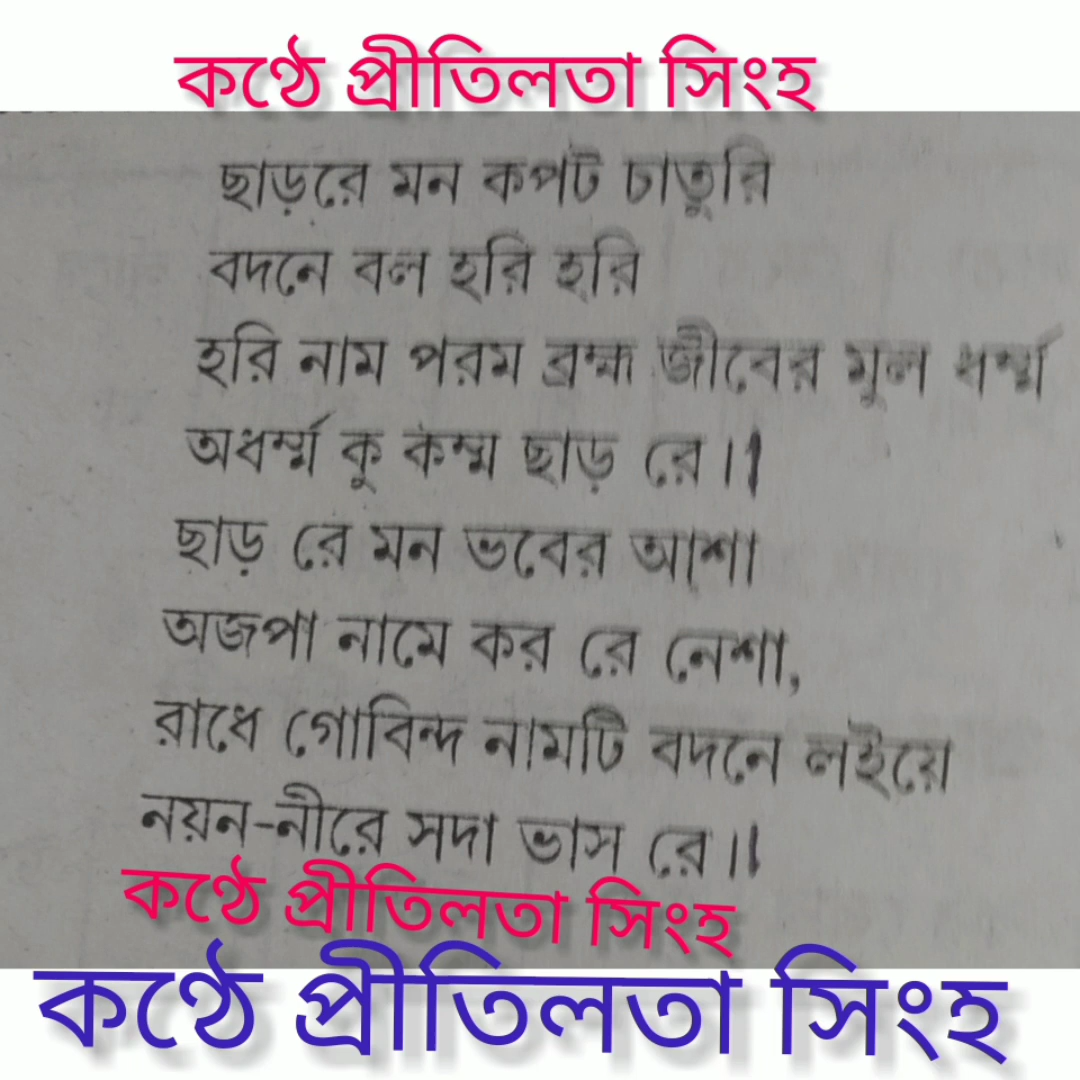 কণ্ঠে প্রীতিলতা সিংহ
ছাড়রে মন কপট চাতুরি
বদনে বল হরি হরি
হরি নাম পরম ব্রহ্ম জীবের মুল ধর্ম্ম
অধর্ম্ম কু কর্ম্ম ছাড় রে।।
ছাড় রে মন ভবের আশা
অজপা নামে কর রে নেশা,
রাধে গোবিন্দ নামটি বদনে লইয়ে
নয়ন-নীরে সদা ভাস রে।।
কণ্ঠে প্রীতিলতা সিংহ
কণ্ঠে প্রীতিলতা সিংহ